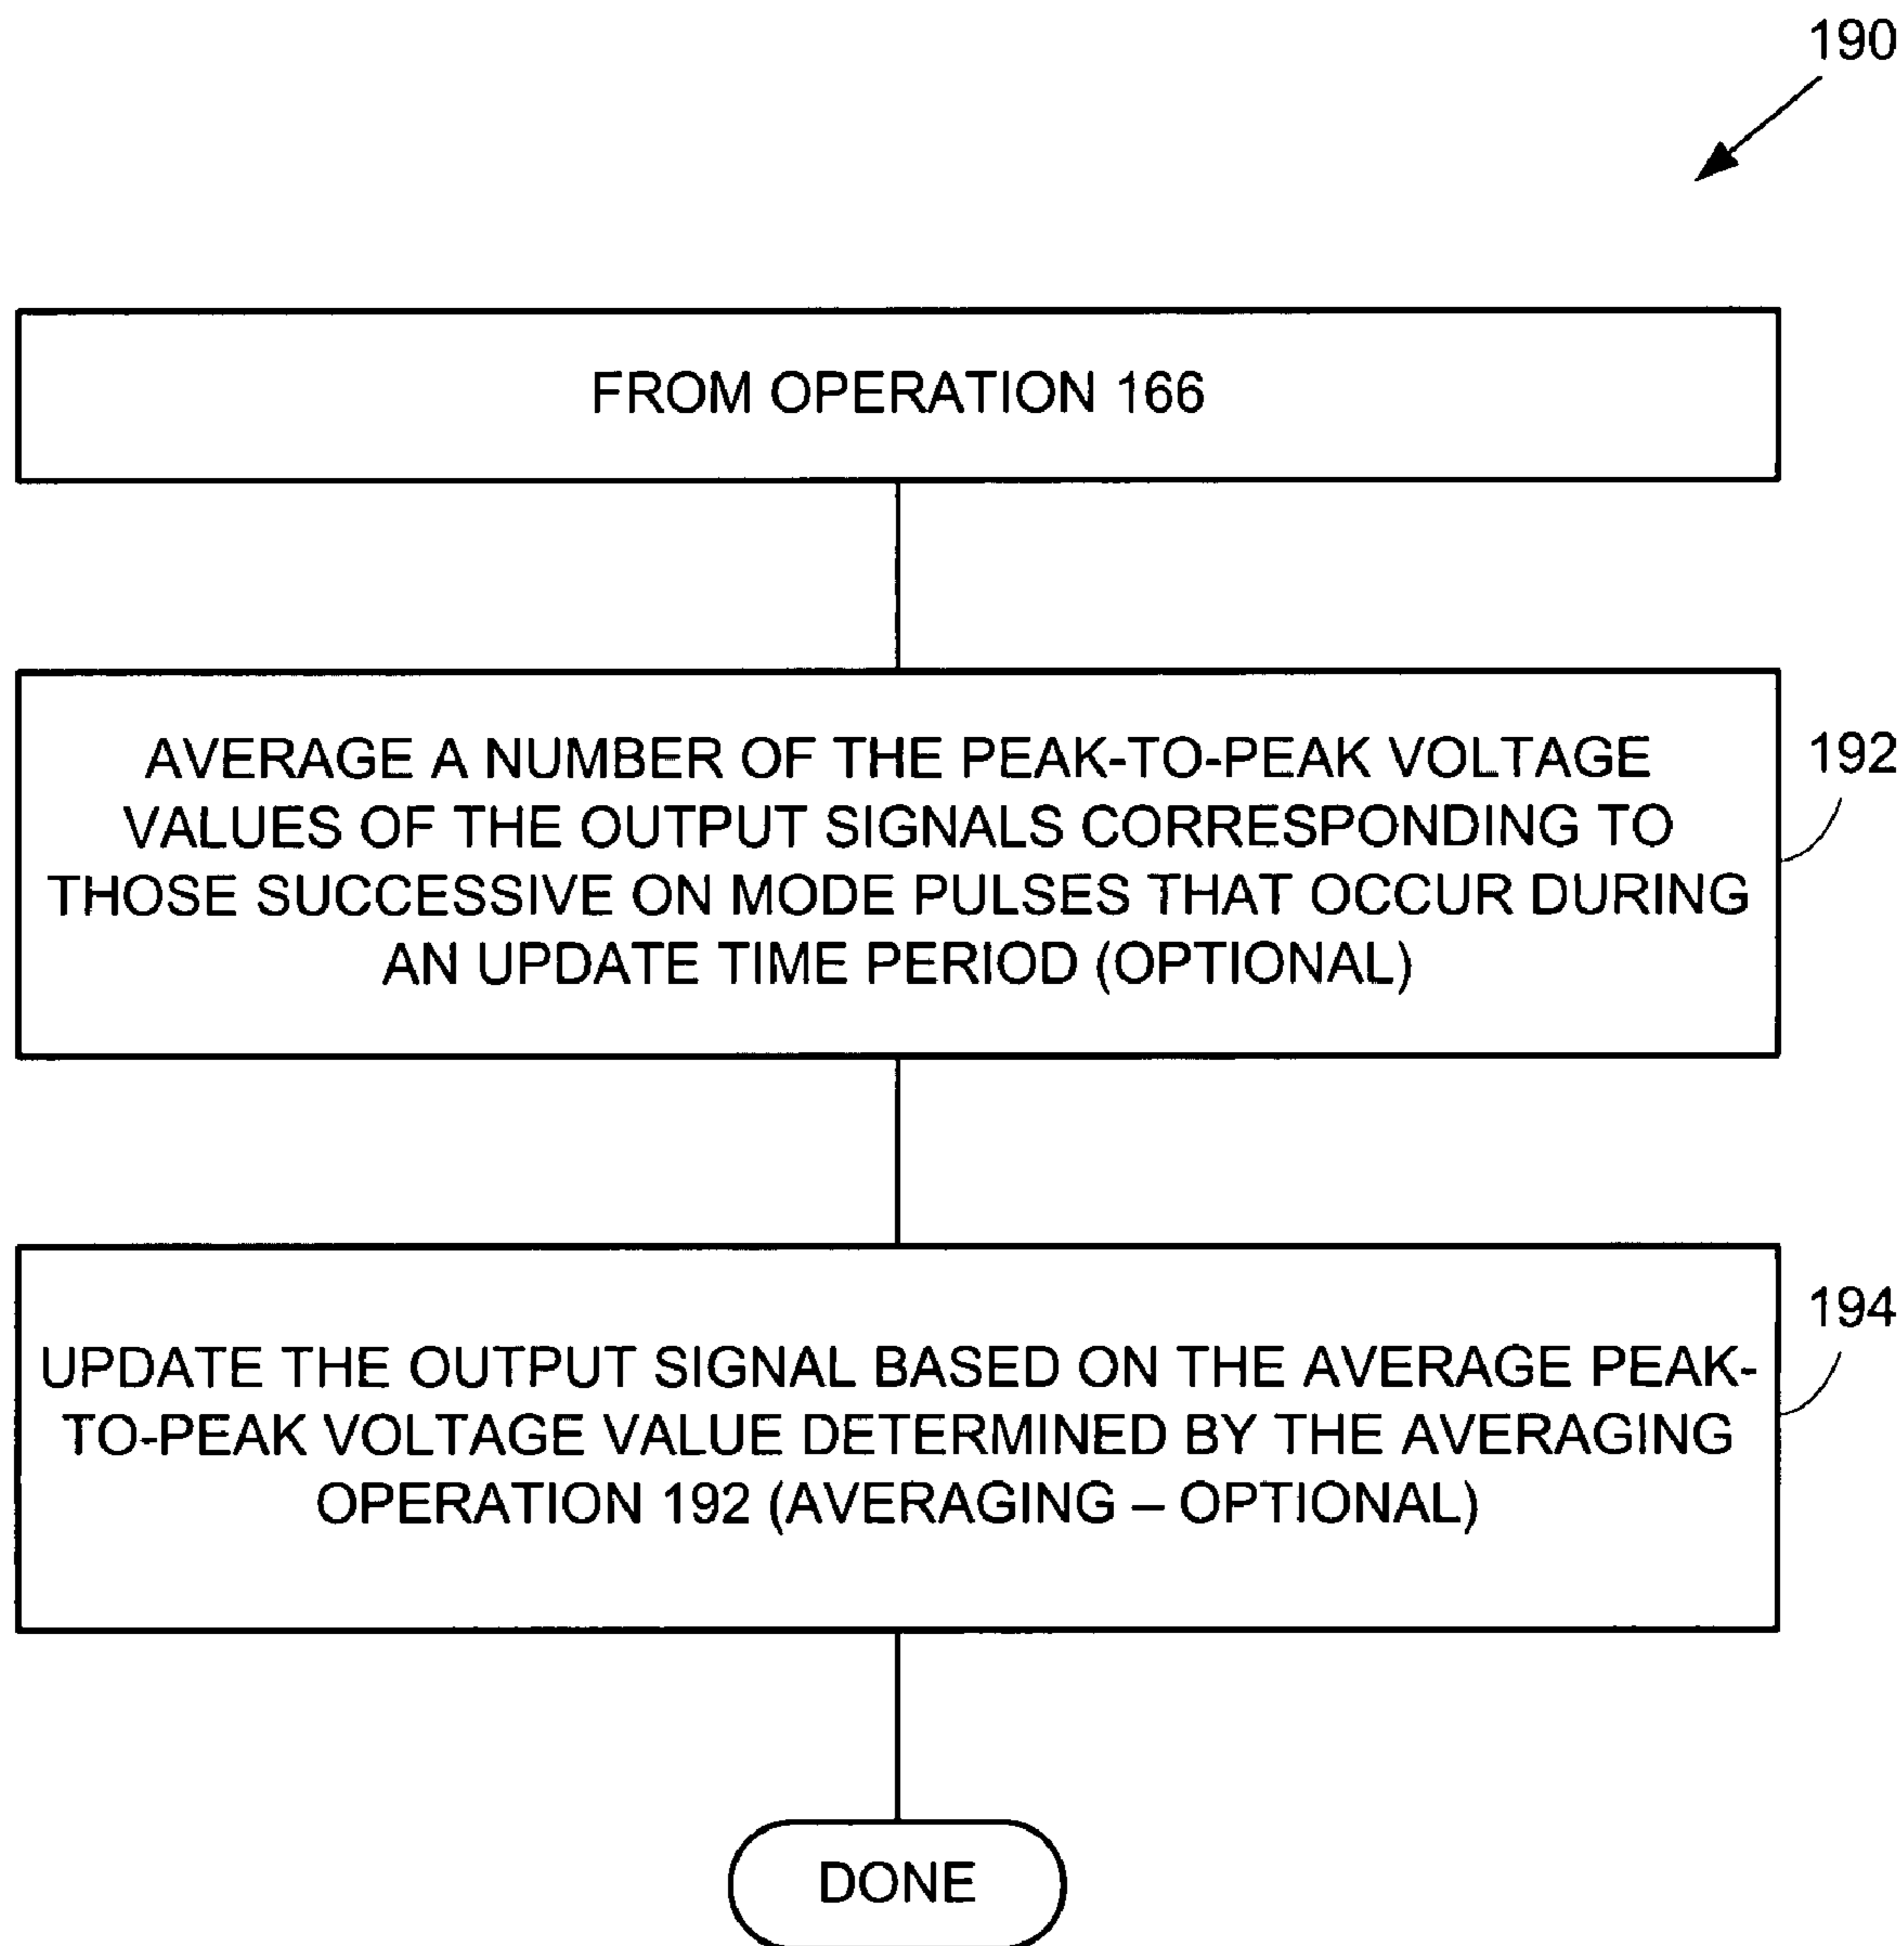 190
FROM OPERATION 166
AVERAGE A NUMBER OF THE PEAK-TO-PEAK VOLTAGE
VALUES OF THE OUTPUT SIGNALS CORRESPONDING TO
THOSE SUCCESSIVE ON MODE PULSES THAT OCCUR DURING
AN UPDATE TIME PERIOD (OPTIONAL)
192
UPDATE THE OUTPUT SIGNAL BASED ON THE AVERAGE PEAK-
TO-PEAK VOLTAGE VALUE DETERMINED BY THE AVERAGING
OPERATION 192 (AVERAGING – OPTIONAL)
194
DONE